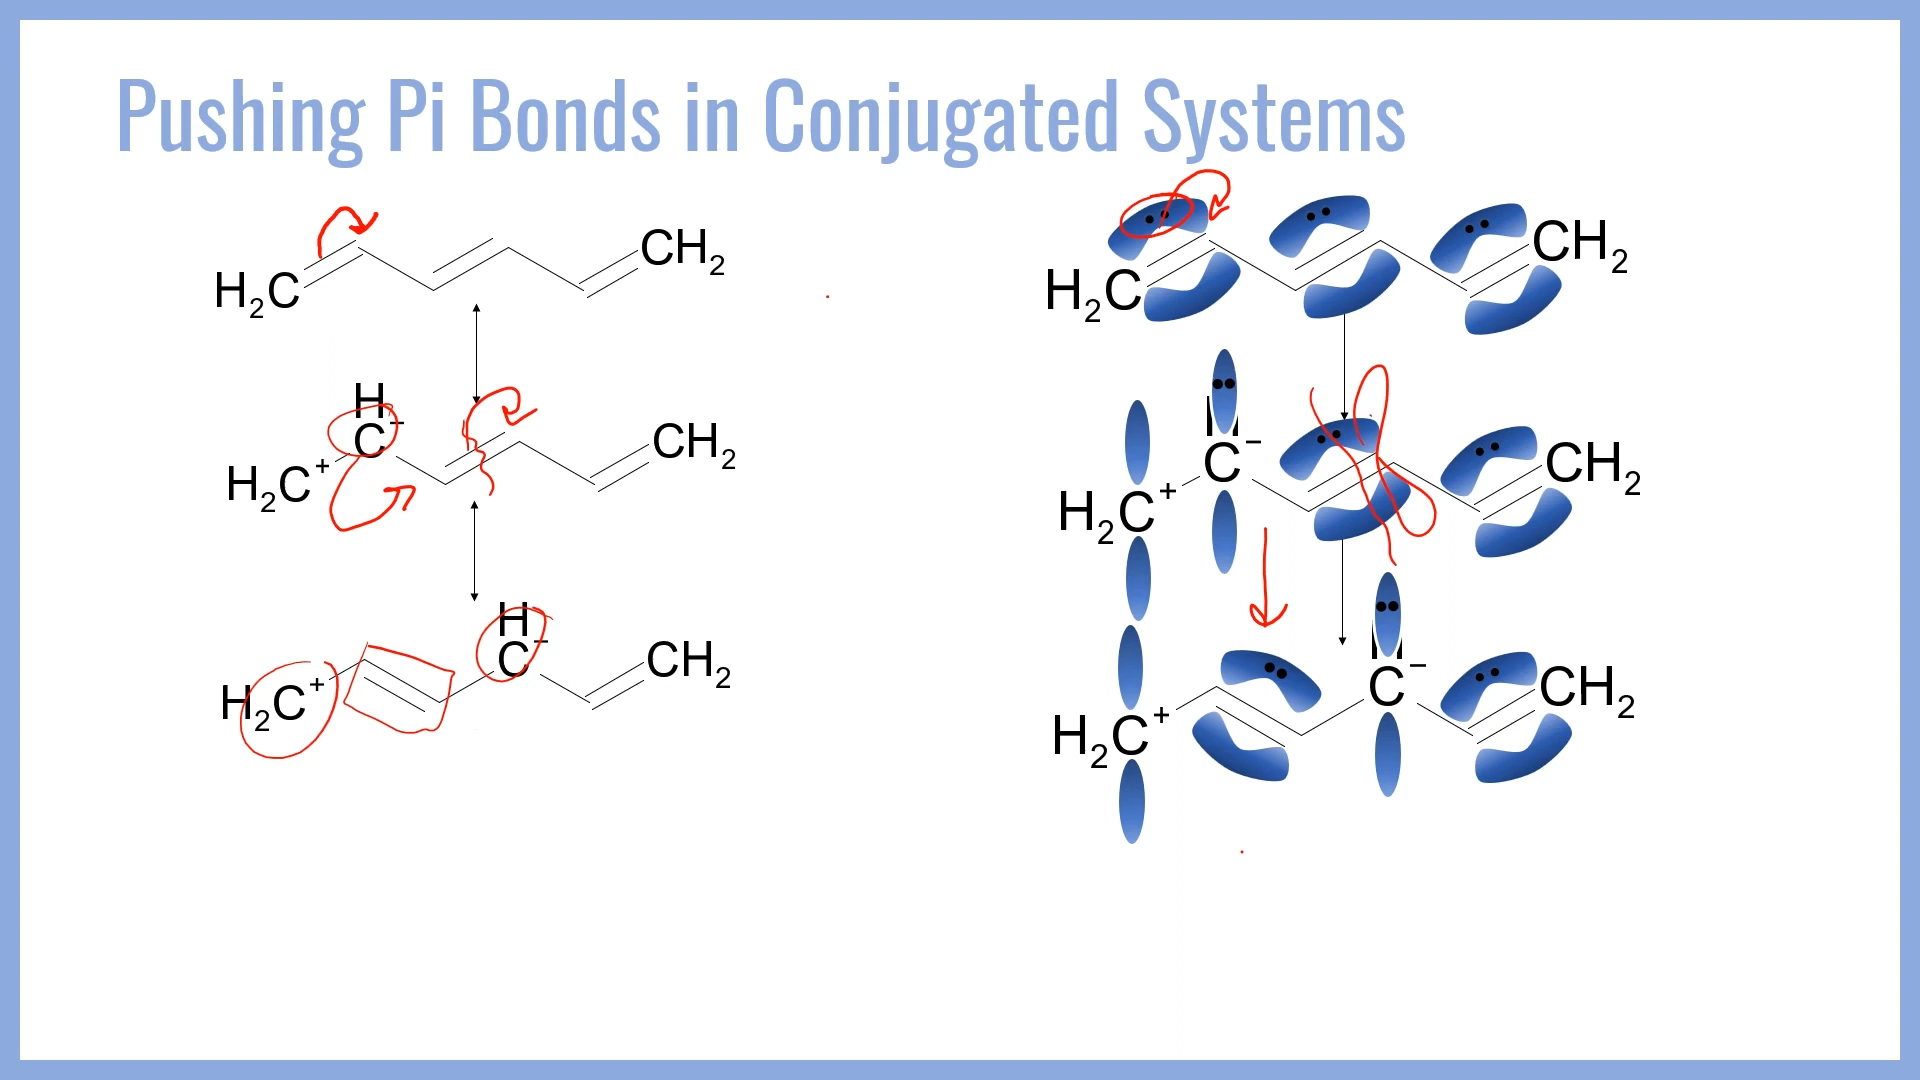 Pushing Pi Bonds in Conjugated Systems
H₂C CH₂
H
H₂C⁺ C⁻ CH₂
H
H₂C⁺ C⁻ CH₂
H₂C CH₂
H₂C⁺ C⁻ CH₂
H₂C⁺ C⁻ CH₂